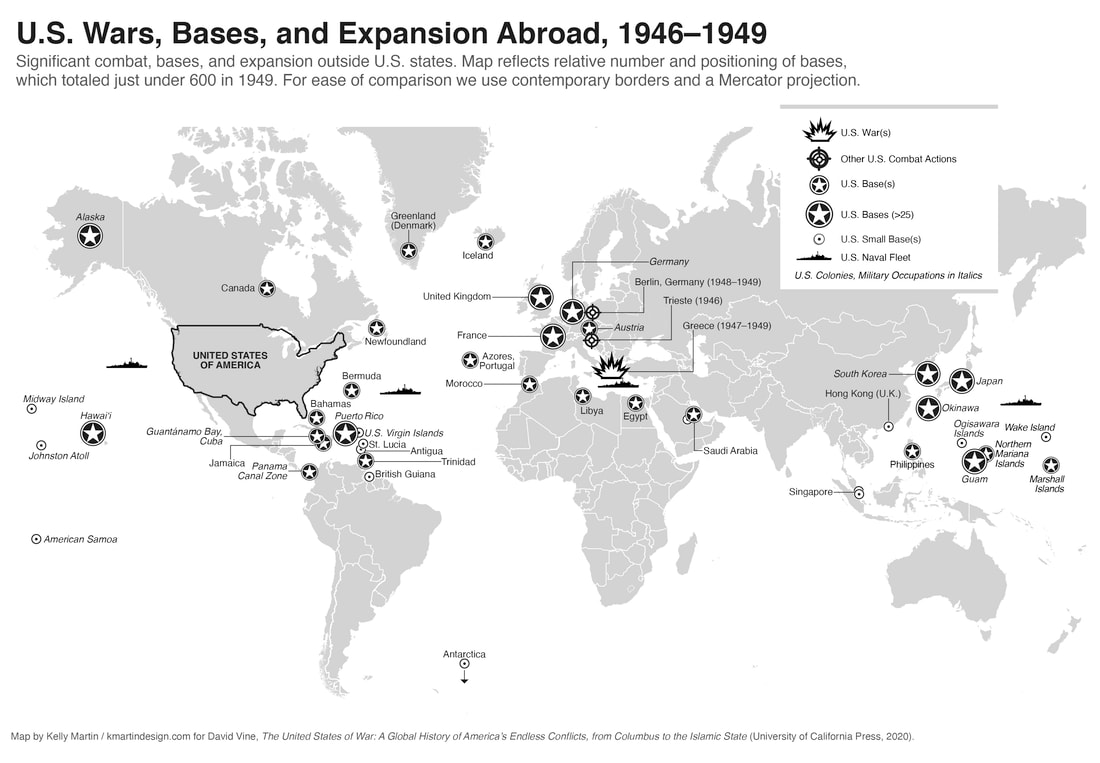 U.S. Wars, Bases, and Expansion Abroad, 1946–1949
Significant combat, bases, and expansion outside U.S. states. Map reflects relative number and positioning of bases,
which totaled just under 600 in 1949. For ease of comparison we use contemporary borders and a Mercator projection.
U.S. War(s)
Other U.S. Combat Actions
U.S. Base(s)
U.S. Bases (>25)
U.S. Small Base(s)
U.S. Naval Fleet
U.S. Colonies, Military Occupations in Italics
Alaska
Greenland
(Denmark)
Iceland
Canada
Germany
Berlin, Germany (1948–1949)
United Kingdom
Trieste (1946)
Newfoundland
France
Austria
Greece (1947–1949)
UNITED STATES
OF AMERICA
Azores,
Portugal
Bermuda
Morocco
South Korea
Japan
Midway Island
Hawai‘i
Bahamas
Puerto Rico
Libya
Egypt
Hong Kong (U.K.)
Okinawa
Guantánamo Bay,
Cuba
U.S. Virgin Islands
St. Lucia
Antigua
Ogisawara
Islands
Wake Island
Johnston Atoll
Jamaica
Panama
Canal Zone
Trinidad
British Guiana
Saudi Arabia
Philippines
Northern
Mariana
Islands
Guam
Marshall
Islands
Singapore
American Samoa
Antarctica
Map by Kelly Martin / kmartindesign.com for David Vine, The United States of War: A Global History of America’s Endless Conflicts, from Columbus to the Islamic State (University of California Press, 2020).